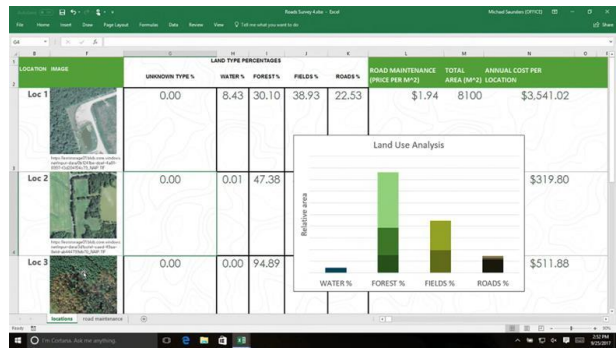 Roads Survey 4.xlsx - Excel
Michael Saunders (OFFICE)
File Home Insert Draw Page Layout Formulas Data Review View Tell me what you want to do
Share
LOCATION IMAGE
LAND TYPE PERCENTAGES
UNKNOWN TYPE % WATER % FOREST % FIELDS % ROADS %
ROAD MAINTENANCE (PRICE PER M^2)
TOTAL AREA (M^2)
ANNUAL COST PER LOCATION
Loc 1 0.00 8.43 30.10 38.93 22.53 $1.94 8100 $3,541.02
Loc 2 0.00 0.01 47.38 $319.80
Loc 3 0.00 0.00 94.89 $511.88
Land Use Analysis
Relative area
WATER % FOREST % FIELDS % ROADS %
locations road maintenance
Ready
I'm Cortana. Ask me anything.
2:52 PM
9/25/2017